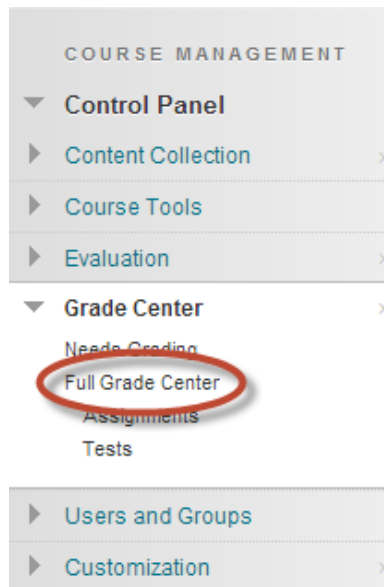 COURSE MANAGEMENT
Control Panel
Content Collection
Course Tools
Evaluation
Grade Center
Needs Grading
Full Grade Center
Assignments
Tests
Users and Groups
Customization